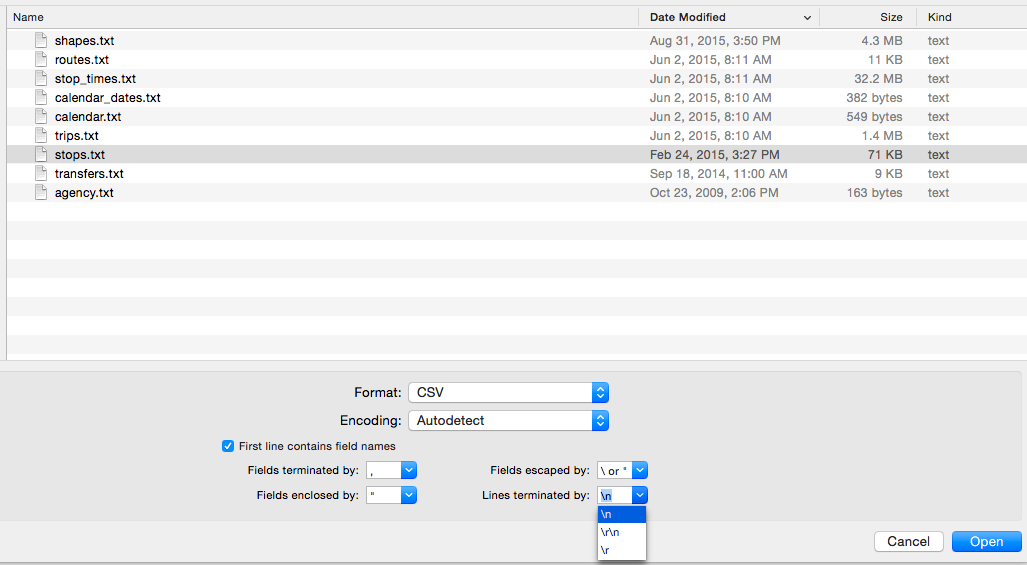 Name Date Modified Size Kind
shapes.txt Aug 31, 2015, 3:50 PM 4.3 MB text
routes.txt Jun 2, 2015, 8:11 AM 11 KB text
stop_times.txt Jun 2, 2015, 8:11 AM 32.2 MB text
calendar_dates.txt Jun 2, 2015, 8:10 AM 382 bytes text
calendar.txt Jun 2, 2015, 8:10 AM 549 bytes text
trips.txt Jun 2, 2015, 8:10 AM 1.4 MB text
stops.txt Feb 24, 2015, 3:27 PM 71 KB text
transfers.txt Sep 18, 2014, 11:00 AM 9 KB text
agency.txt Oct 23, 2009, 2:06 PM 163 bytes text
Format: CSV
Encoding: Autodetect
First line contains field names
Fields terminated by: , Fields escaped by: \ or "
Fields enclosed by: " Lines terminated by: \n
\n
\r\n
\r
Cancel Open